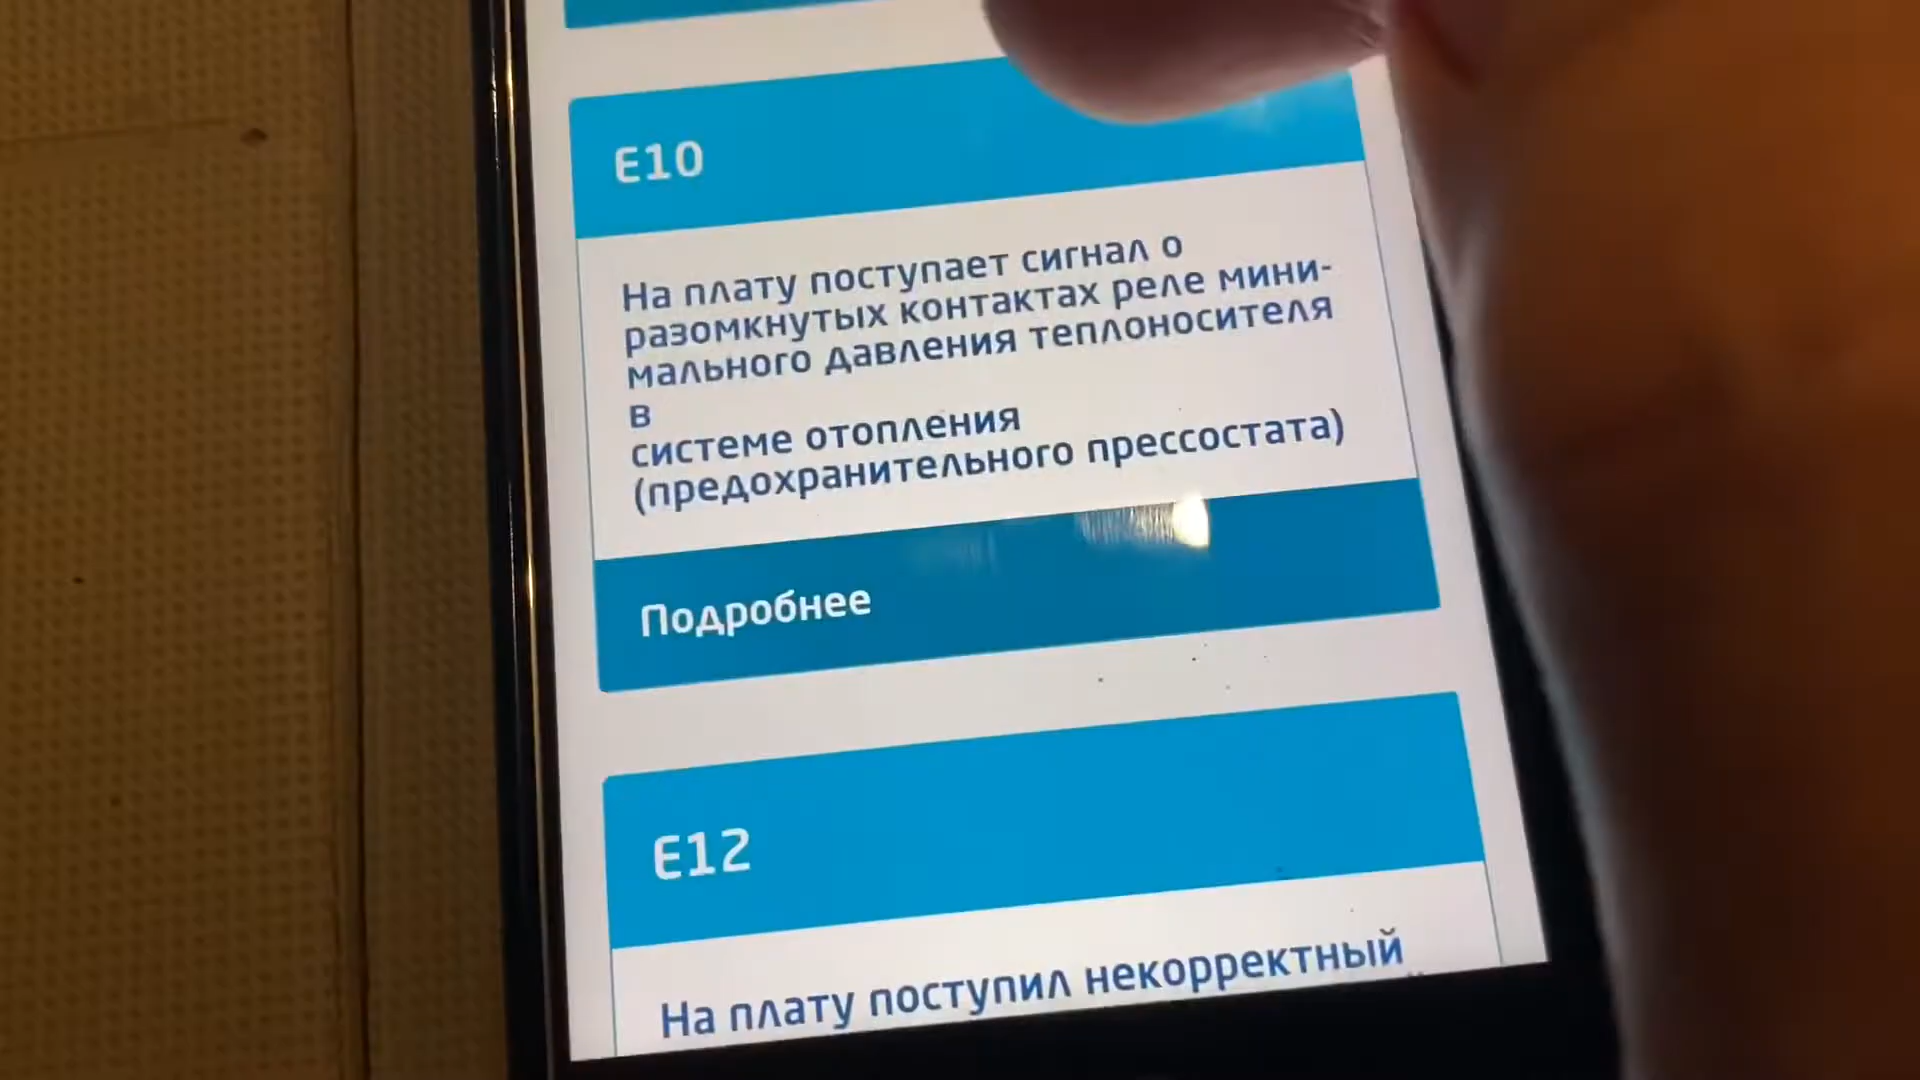 E10
На плату поступает сигнал о
разомкнутых контактах реле мини-
мального давления теплоносителя
в
системе отопления
(предохранительного прессостата)
Подробнее
E12
На плату поступил некорректный